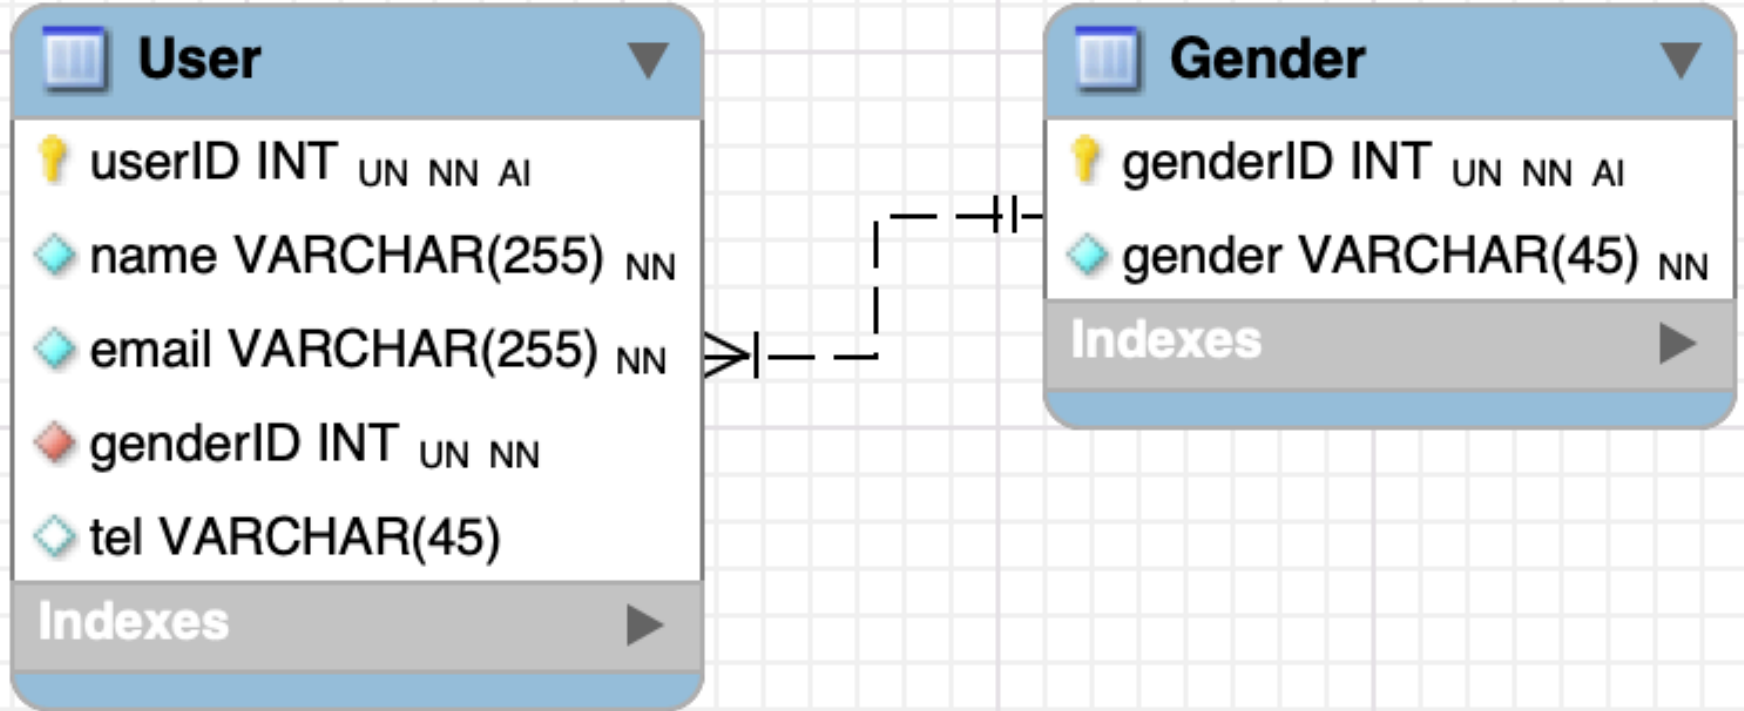 User
userID INT UN NN AI
name VARCHAR(255) NN
email VARCHAR(255) NN
genderID INT UN NN
tel VARCHAR(45)
Indexes
Gender
genderID INT UN NN AI
gender VARCHAR(45) NN
Indexes